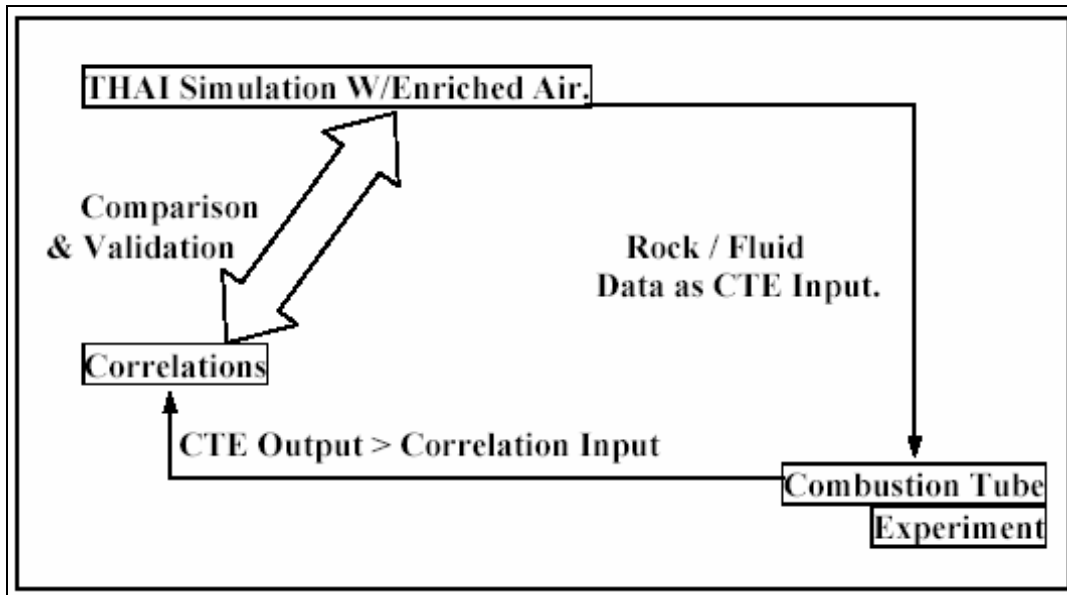 THAI Simulation W/Enriched Air.
Comparison
& Validation
Rock / Fluid
Data as CTE Input.
Correlations
CTE Output > Correlation Input
Combustion Tube
Experiment